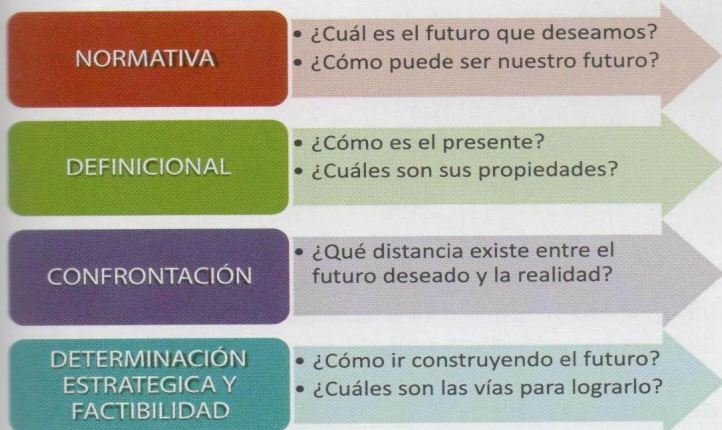 NORMATIVA
• ¿Cuál es el futuro que deseamos?
• ¿Cómo puede ser nuestro futuro?
DEFINICIONAL
• ¿Cómo es el presente?
• ¿Cuáles son sus propiedades?
CONFRONTACIÓN
• ¿Qué distancia existe entre el
futuro deseado y la realidad?
DETERMINACIÓN
ESTRATEGICA Y
FACTIBILIDAD
• ¿Cómo ir construyendo el futuro?
• ¿Cuáles son las vías para lograrlo?